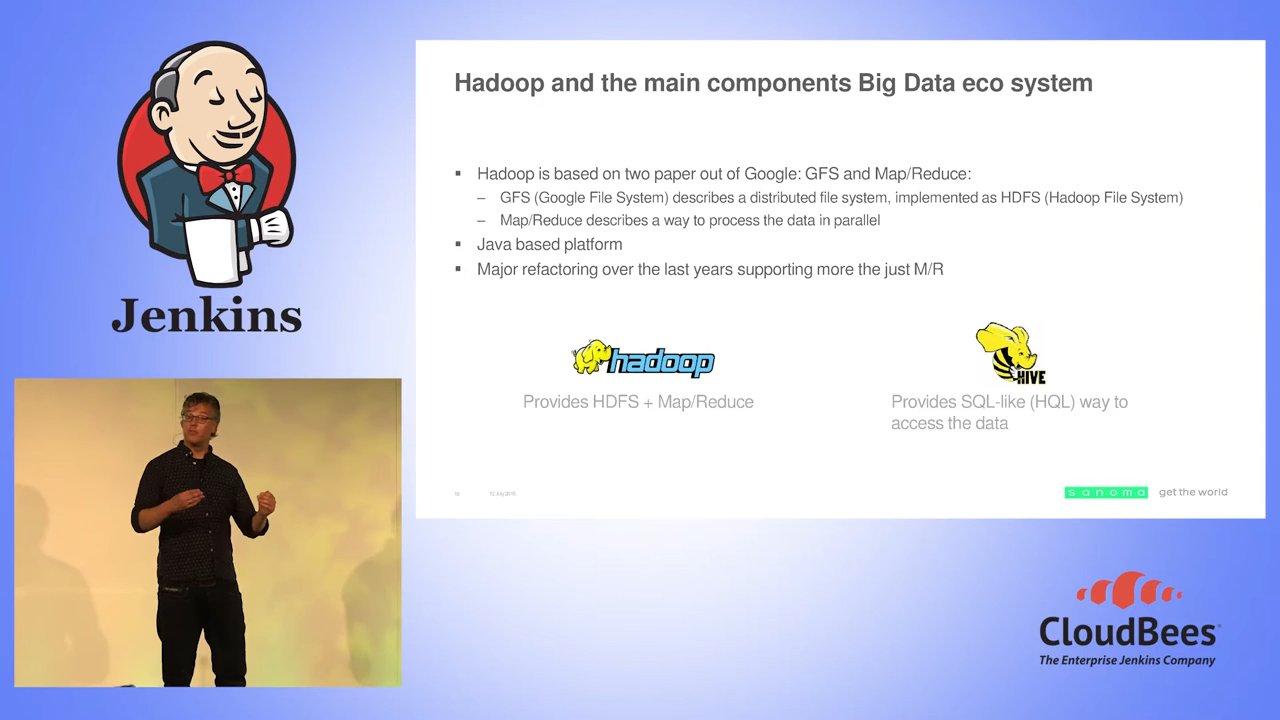 Jenkins
Hadoop and the main components Big Data eco system
▪ Hadoop is based on two paper out of Google: GFS and Map/Reduce:
– GFS (Google File System) describes a distributed file system, implemented as HDFS (Hadoop File System)
– Map/Reduce describes a way to process the data in parallel
▪ Java based platform
▪ Major refactoring over the last years supporting more the just M/R
hadoop
HIVE
Provides HDFS + Map/Reduce
Provides SQL-like (HQL) way to
access the data
sanoma get the world
CloudBees
The Enterprise Jenkins Company